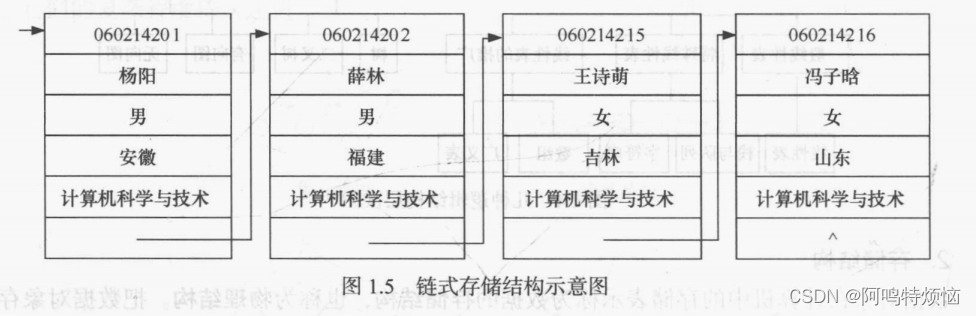 060214201 060214202 060214215 060214216
杨阳 薛林 王诗萌 冯子晗
男 男 女 女
安徽 福建 吉林 山东
计算机科学与技术 计算机科学与技术 计算机科学与技术 计算机科学与技术
^
图 1.5 链式存储结构示意图
CSDN @阿鸣特烦恼